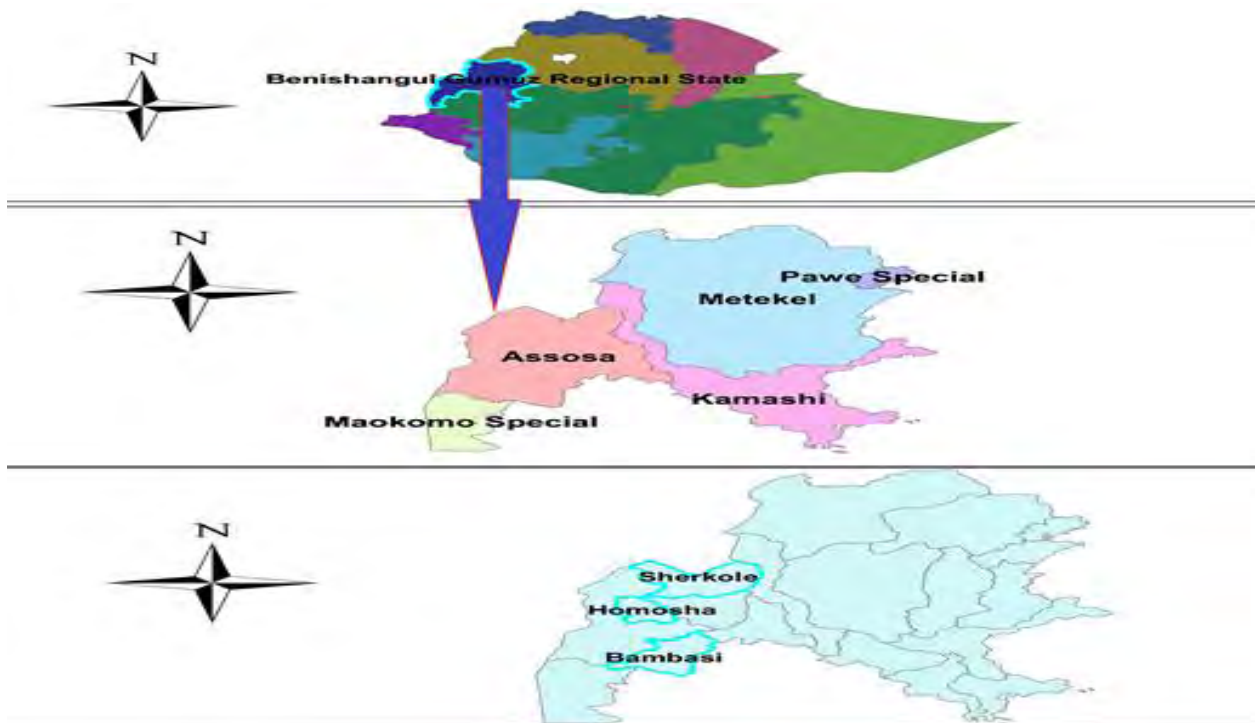 N
Benishangul Gumuz Regional State
N
Pawe Special
Metekel
Assosa
Kamashi
Maokomo Special
N
Sherkole
Homosha
Bambasi